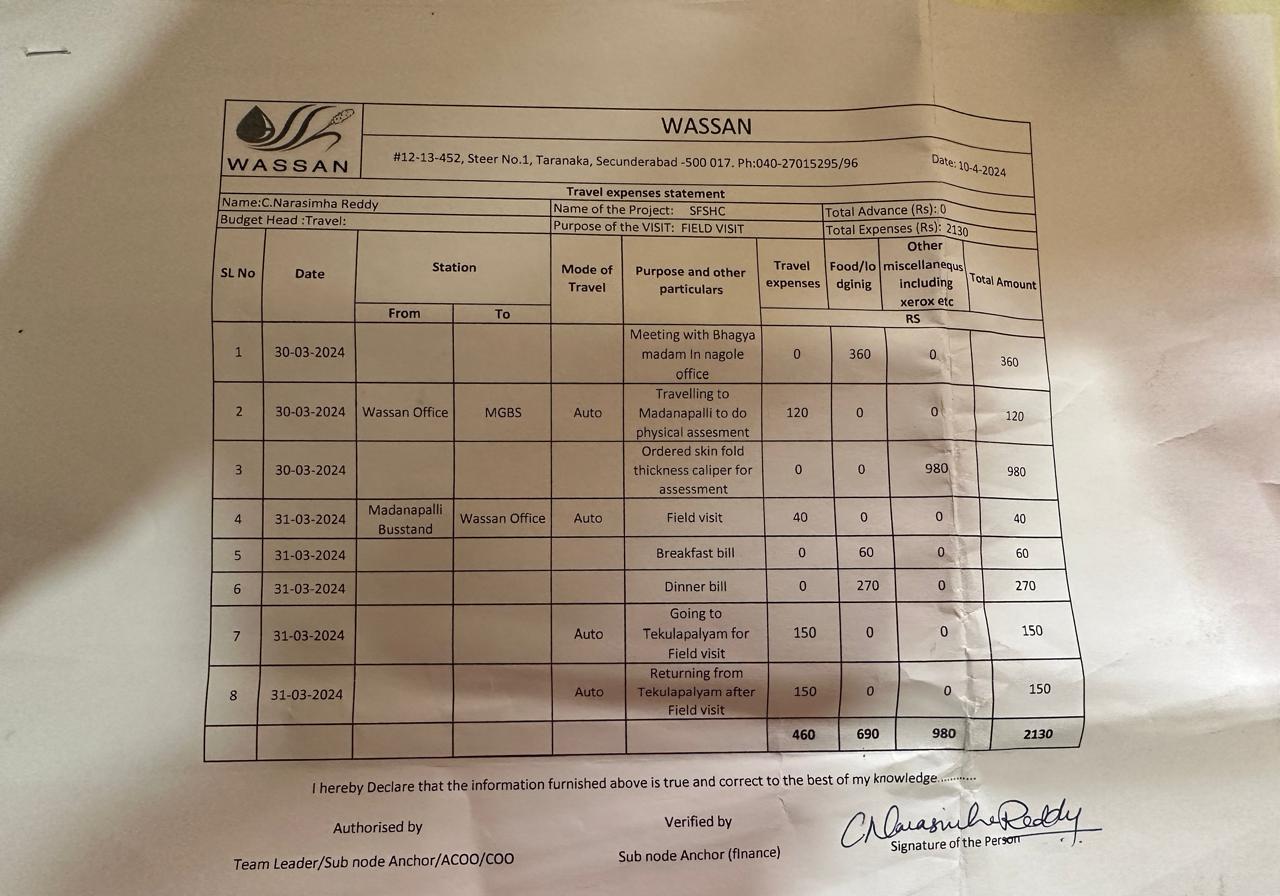 WASSAN
WASSAN
#12-13-452, Steer No.1, Taranaka, Secunderabad -500 017. Ph:040-27015295/96 Date: 10-4-2024
Travel expenses statement
Name:C.Narasimha Reddy Name of the Project: SFSHC Total Advance (Rs): 0
Budget Head :Travel: Purpose of the VISIT: FIELD VISIT Total Expenses (Rs): 2130
SL No Date Station Mode of Travel Purpose and other particulars Travel expenses Food/lo dginig Other miscellanequs including xerox etc Total Amount
From To RS
1 30-03-2024 Meeting with Bhagya madam In nagole office 0 360 0 360
2 30-03-2024 Wassan Office MGBS Auto Travelling to Madanapalli to do physical assesment 120 0 0 120
3 30-03-2024 Ordered skin fold thickness caliper for assessment 0 0 980 980
4 31-03-2024 Madanapalli Busstand Wassan Office Auto Field visit 40 0 0 40
5 31-03-2024 Breakfast bill 0 60 0 60
6 31-03-2024 Dinner bill 0 270 0 270
7 31-03-2024 Auto Going to Tekulapalyam for Field visit 150 0 0 150
8 31-03-2024 Auto Returning from Tekulapalyam after Field visit 150 0 0 150
460 690 980 2130
I hereby Declare that the information furnished above is true and correct to the best of my knowledge............
Authorised by Verified by CNarasimha Reddy
Team Leader/Sub node Anchor/ACOO/COO Sub node Anchor (fInance) Signature of the Person